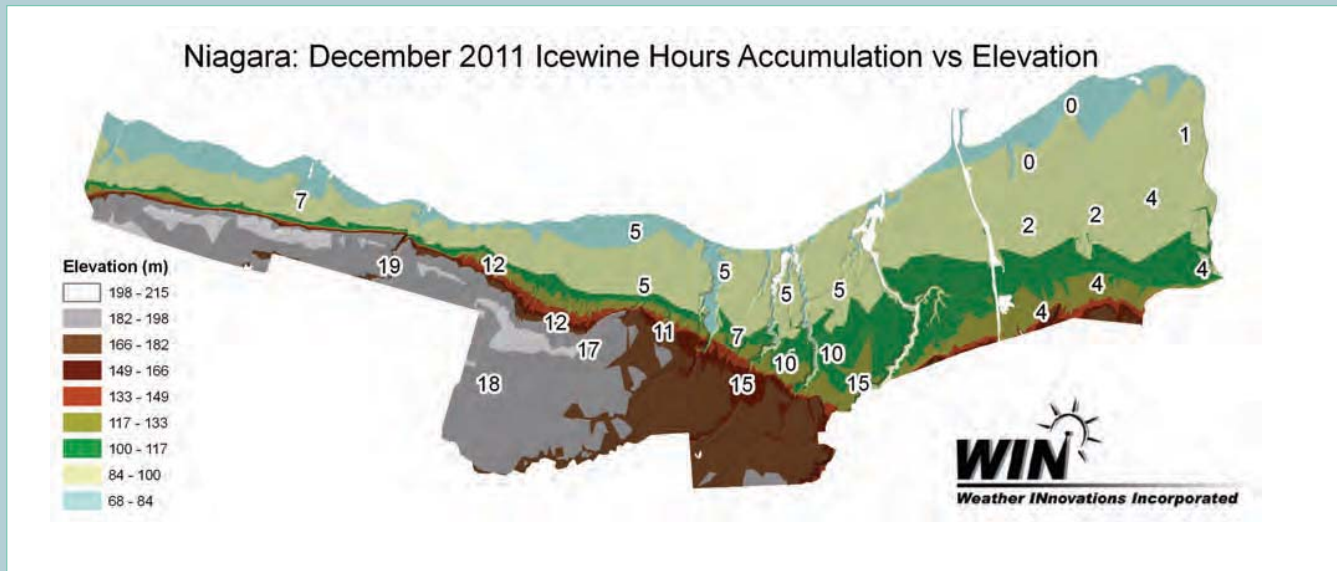 Niagara: December 2011 Icewine Hours Accumulation vs Elevation
0
1
0
7
4
2
2
5
19
12
5
4
5
5
5
4
4
12
11
7
17
10
10
18
15
15
Elevation (m)
198 - 215
182 - 198
166 - 182
149 - 166
133 - 149
117 - 133
100 - 117
84 - 100
68 - 84
WIN
Weather INnovations Incorporated